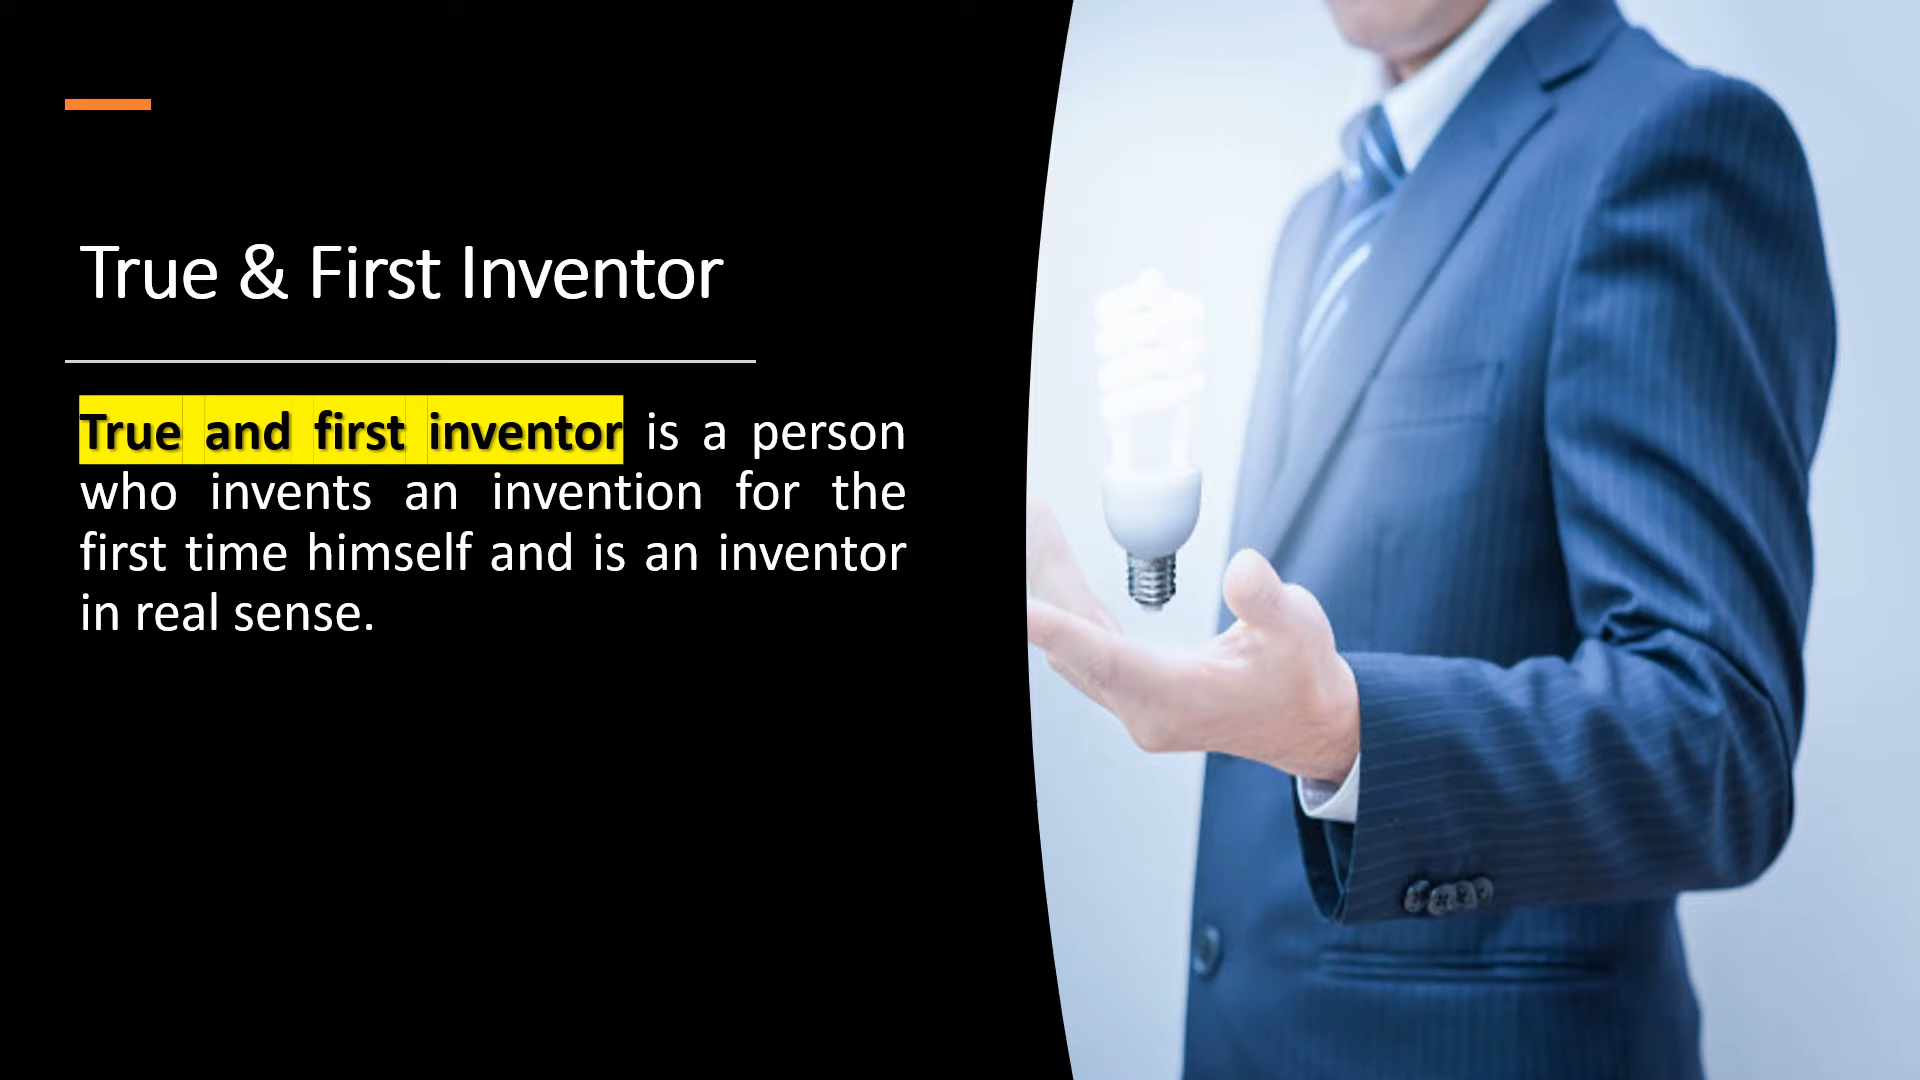 True & First Inventor
True and first inventor is a person
who invents an invention for the
first time himself and is an inventor
in real sense.